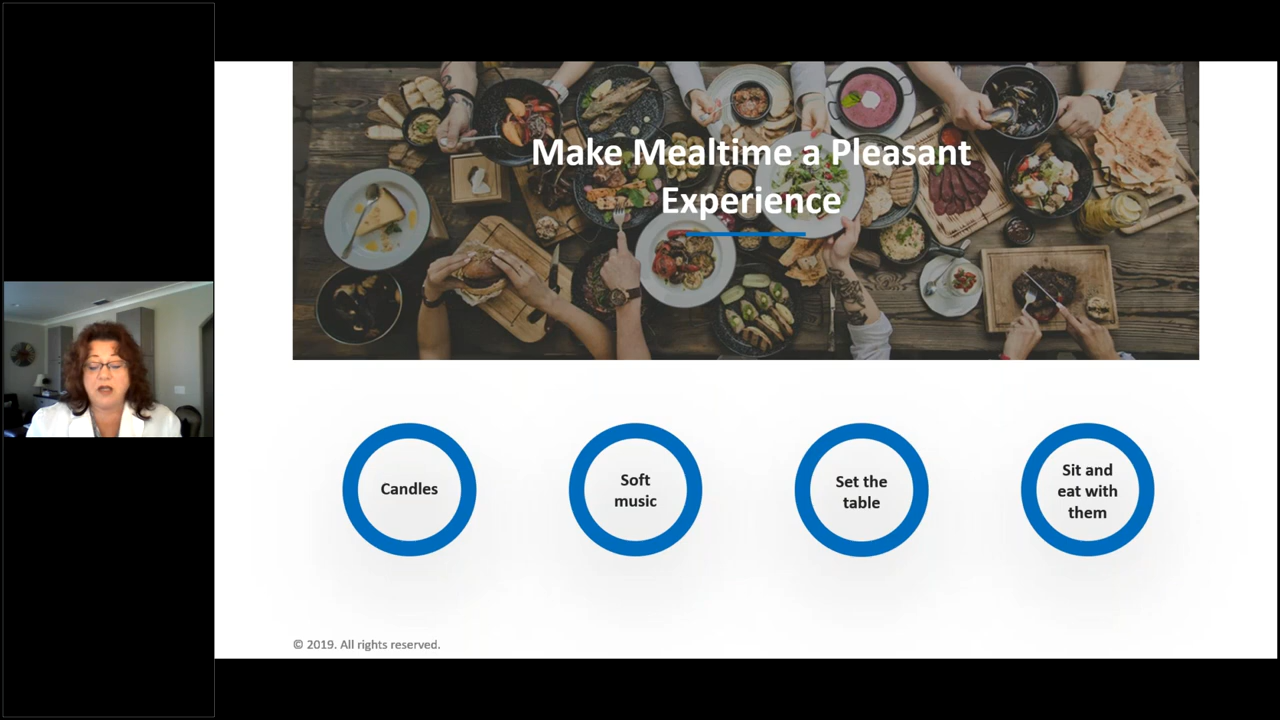 Make Mealtime a Pleasant
Experience
Candles
Soft
music
Set the
table
Sit and
eat with
them
© 2019. All rights reserved.